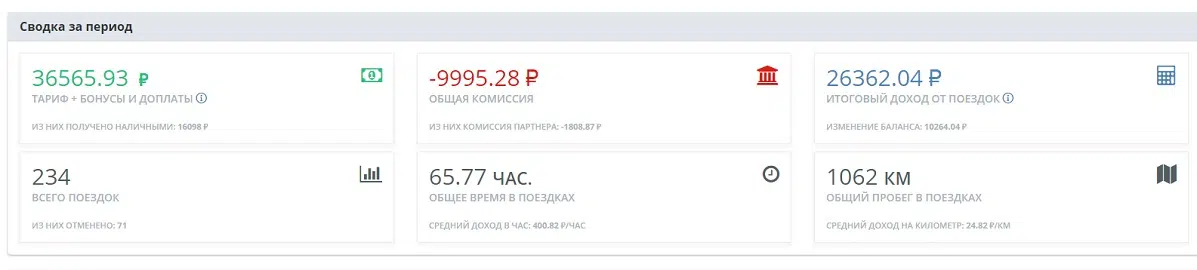 Сводка за период
36565.93 ₽
ТАРИФ + БОНУСЫ И ДОПЛАТЫ
ИЗ НИХ ПОЛУЧЕНО НАЛИЧНЫМИ: 16098 ₽
-9995.28 ₽
ОБЩАЯ КОМИССИЯ
ИЗ НИХ КОМИССИЯ ПАРТНЕРА: -1808.87 ₽
26362.04 ₽
ИТОГОВЫЙ ДОХОД ОТ ПОЕЗДОК
ИЗМЕНЕНИЕ БАЛАНСА: 10264.04 ₽
234
ВСЕГО ПОЕЗДОК
ИЗ НИХ ОТМЕНЕНО: 71
65.77 ЧАС.
ОБЩЕЕ ВРЕМЯ В ПОЕЗДКАХ
СРЕДНИЙ ДОХОД В ЧАС: 400.82 ₽/ЧАС
1062 КМ
ОБЩИЙ ПРОБЕГ В ПОЕЗДКАХ
СРЕДНИЙ ДОХОД НА КИЛОМЕТР: 24.82 ₽/КМ